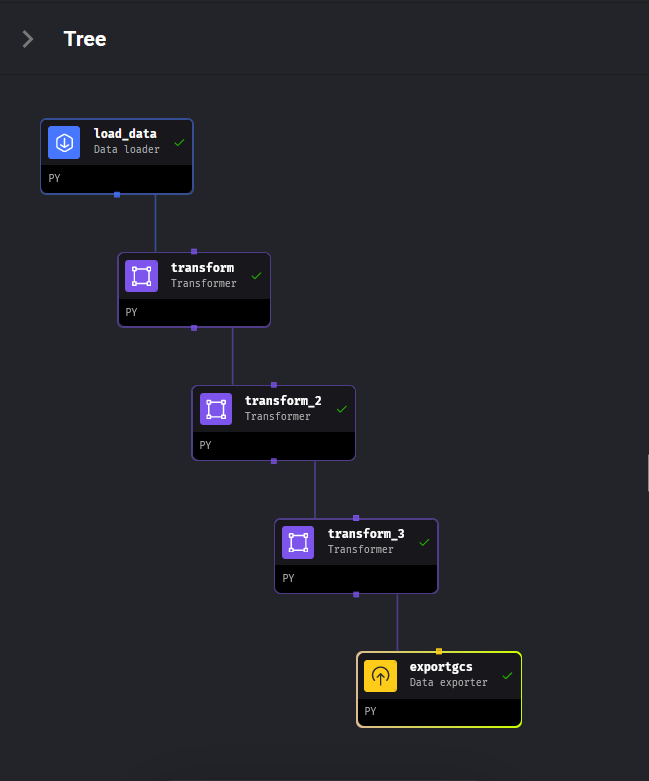 Tree
load_data
Data loader
PY
transform
Transformer
PY
transform_2
Transformer
PY
transform_3
Transformer
PY
exportgcs
Data exporter
PY